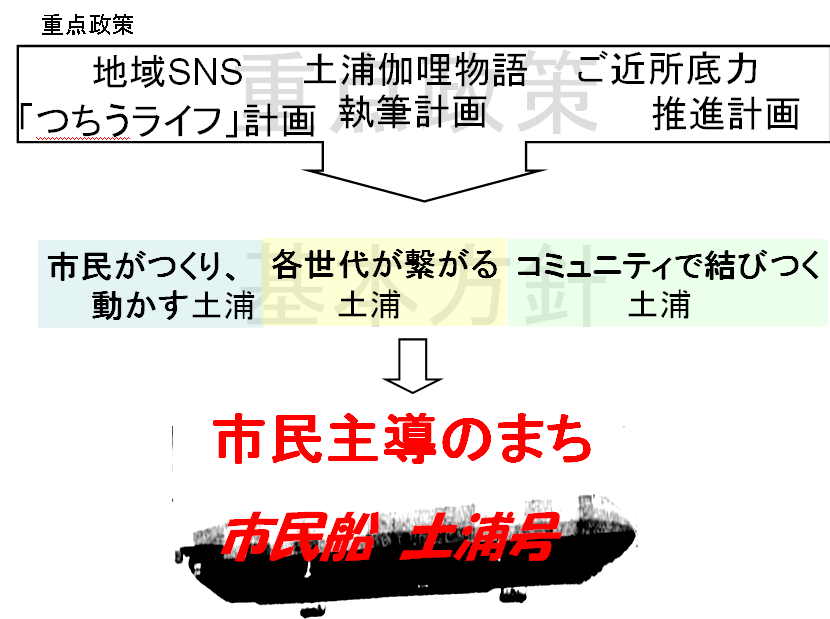 重点政策
重点政策
地域SNS 土浦伽哩物語 ご近所底力
「つちうライフ」計画 執筆計画 推進計画
基本方針
市民がつくり、 各世代が繋がる コミュニティで結びつく
動かす土浦 土浦 土浦
市民主導のまち
市民船 土浦号